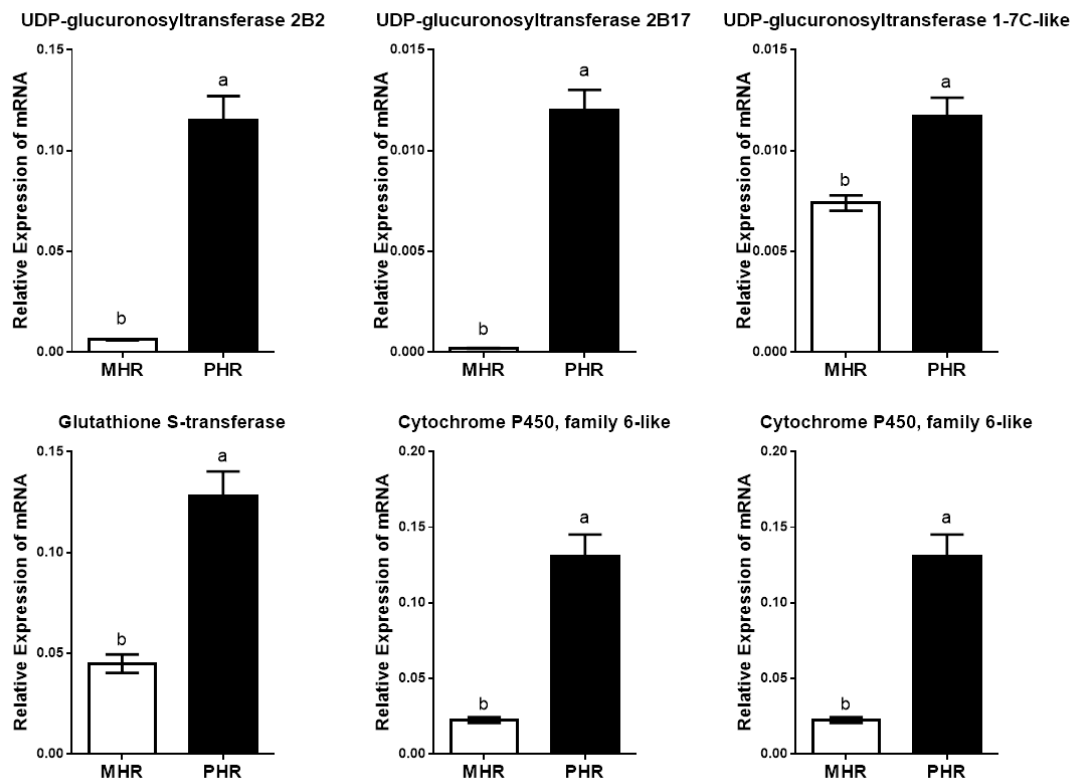 UDP-glucuronosyltransferase 2B2
Relative Expression of mRNA
0.15
0.10
0.05
0.00
b
a
MHR PHR
UDP-glucuronosyltransferase 2B17
Relative Expression of mRNA
0.015
0.010
0.005
0.000
b
a
MHR PHR
UDP-glucuronosyltransferase 1-7C-like
Relative Expression of mRNA
0.015
0.010
0.005
0.000
b
a
MHR PHR
Glutathione S-transferase
Relative Expression of mRNA
0.15
0.10
0.05
0.00
b
a
MHR PHR
Cytochrome P450, family 6-like
Relative Expression of mRNA
0.20
0.15
0.10
0.05
0.00
b
a
MHR PHR
Cytochrome P450, family 6-like
Relative Expression of mRNA
0.20
0.15
0.10
0.05
0.00
b
a
MHR PHR